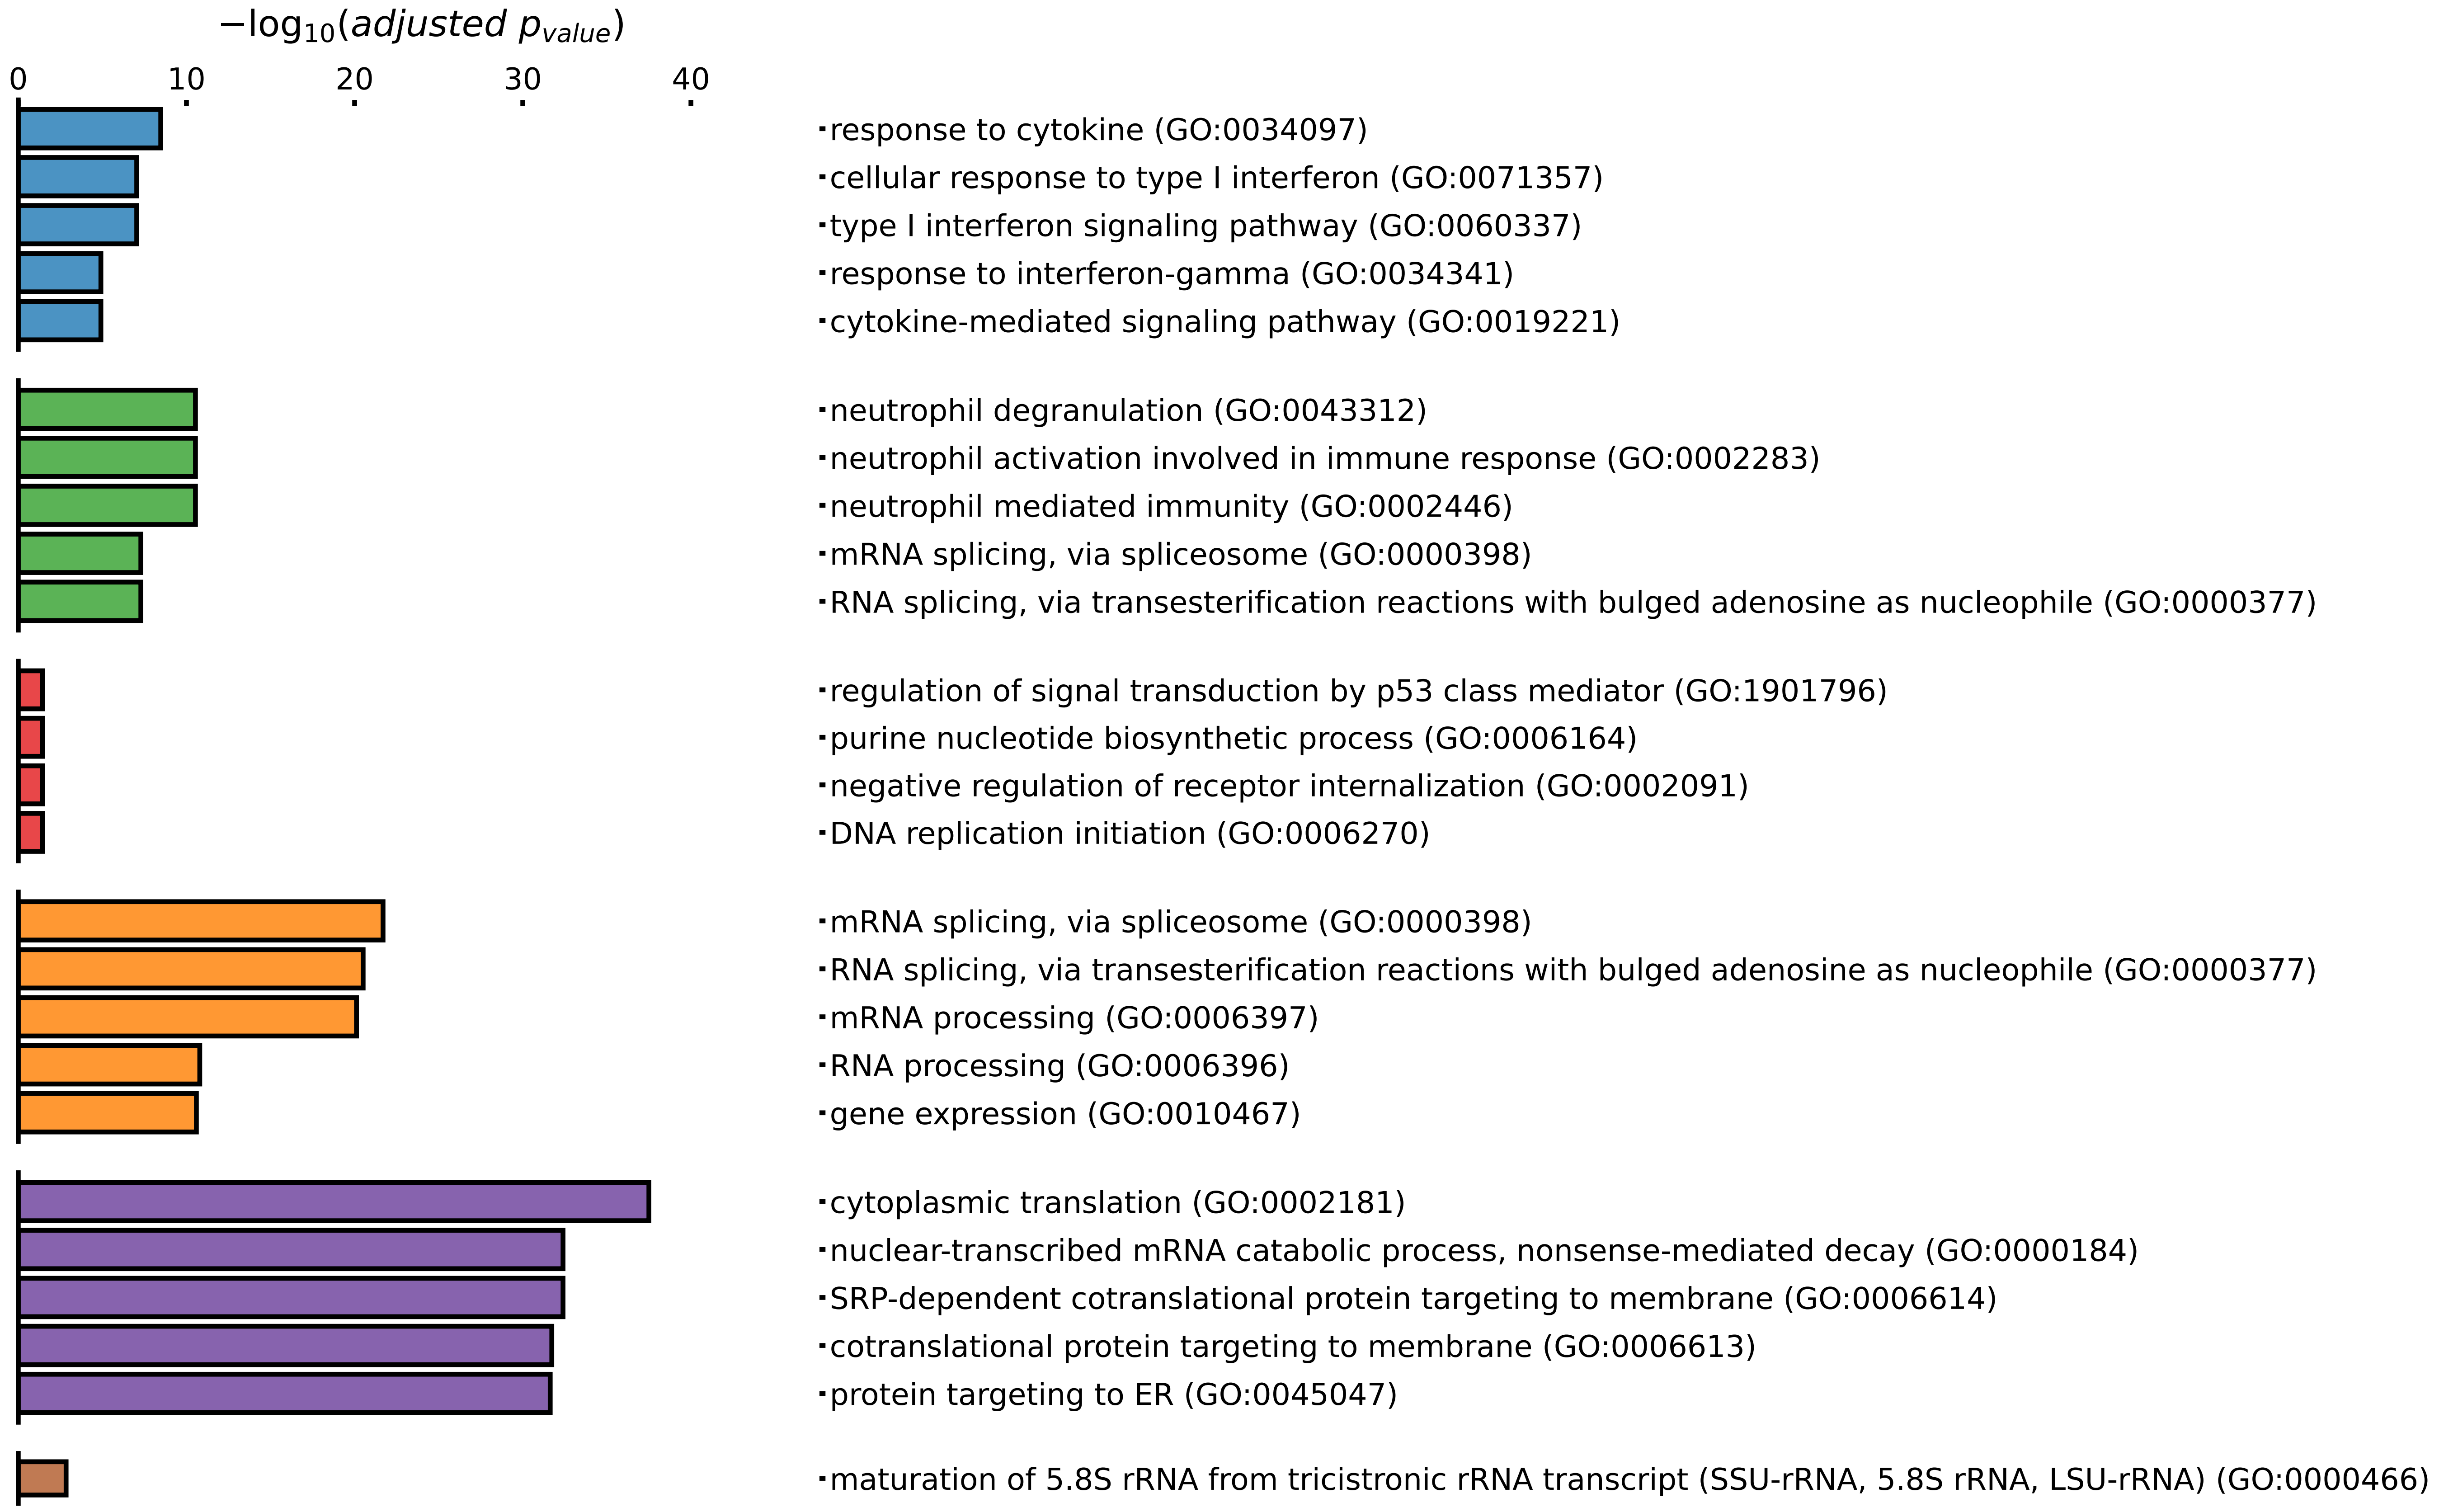 −log10(adjusted pvalue)
0 10 20 30 40
response to cytokine (GO:0034097)
cellular response to type I interferon (GO:0071357)
type I interferon signaling pathway (GO:0060337)
response to interferon-gamma (GO:0034341)
cytokine-mediated signaling pathway (GO:0019221)
neutrophil degranulation (GO:0043312)
neutrophil activation involved in immune response (GO:0002283)
neutrophil mediated immunity (GO:0002446)
mRNA splicing, via spliceosome (GO:0000398)
RNA splicing, via transesterification reactions with bulged adenosine as nucleophile (GO:0000377)
regulation of signal transduction by p53 class mediator (GO:1901796)
purine nucleotide biosynthetic process (GO:0006164)
negative regulation of receptor internalization (GO:0002091)
DNA replication initiation (GO:0006270)
mRNA splicing, via spliceosome (GO:0000398)
RNA splicing, via transesterification reactions with bulged adenosine as nucleophile (GO:0000377)
mRNA processing (GO:0006397)
RNA processing (GO:0006396)
gene expression (GO:0010467)
cytoplasmic translation (GO:0002181)
nuclear-transcribed mRNA catabolic process, nonsense-mediated decay (GO:0000184)
SRP-dependent cotranslational protein targeting to membrane (GO:0006614)
cotranslational protein targeting to membrane (GO:0006613)
protein targeting to ER (GO:0045047)
maturation of 5.8S rRNA from tricistronic rRNA transcript (SSU-rRNA, 5.8S rRNA, LSU-rRNA) (GO:0000466)